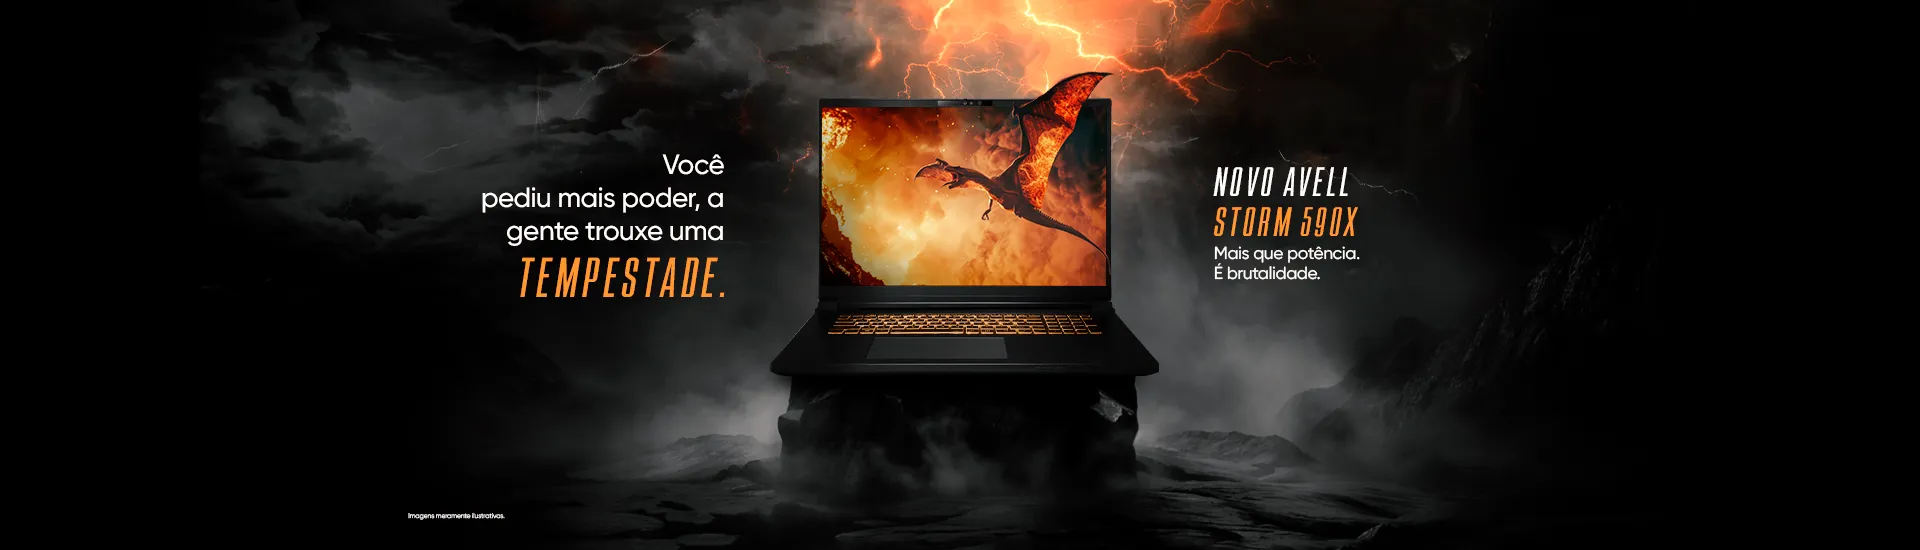 Você
pediu mais poder, a
gente trouxe uma
TEMPESTADE.
NOVO AVELL
STORM 590X
Mais que potência.
É brutalidade.
Imagens meramente ilustrativas.